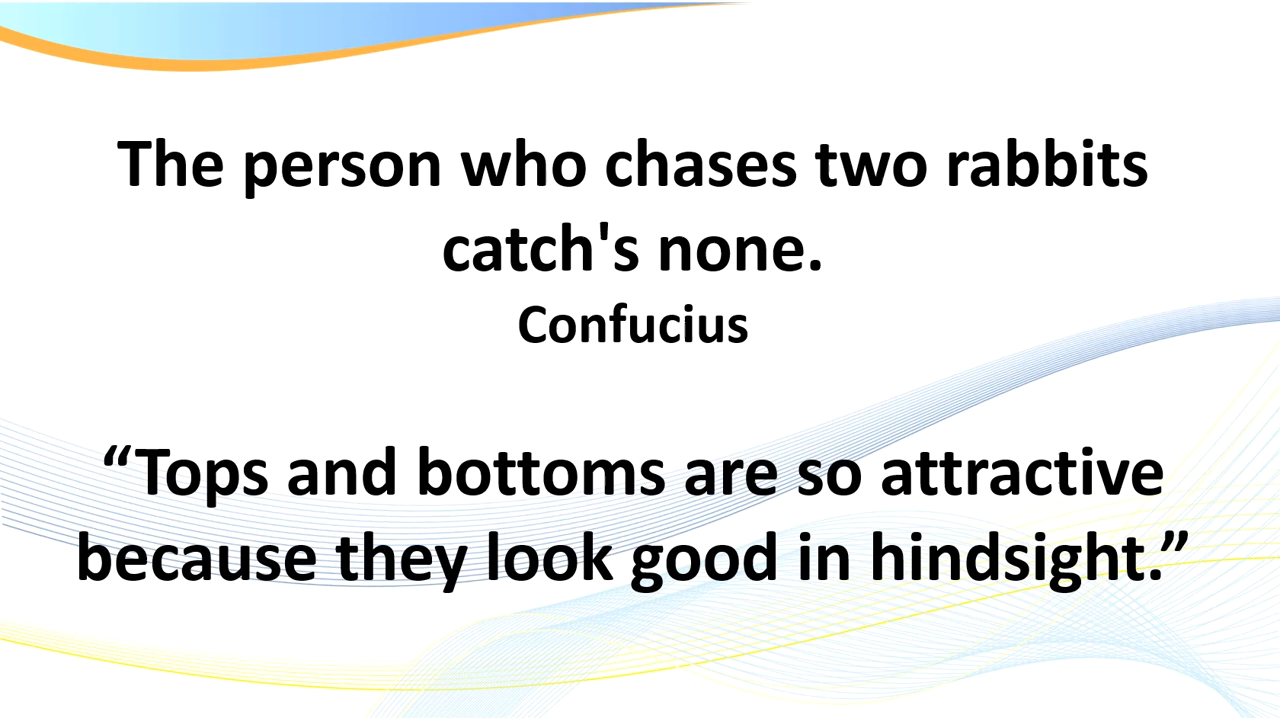 The person who chases two rabbits
catch's none.
Confucius
“Tops and bottoms are so attractive
because they look good in hindsight.”